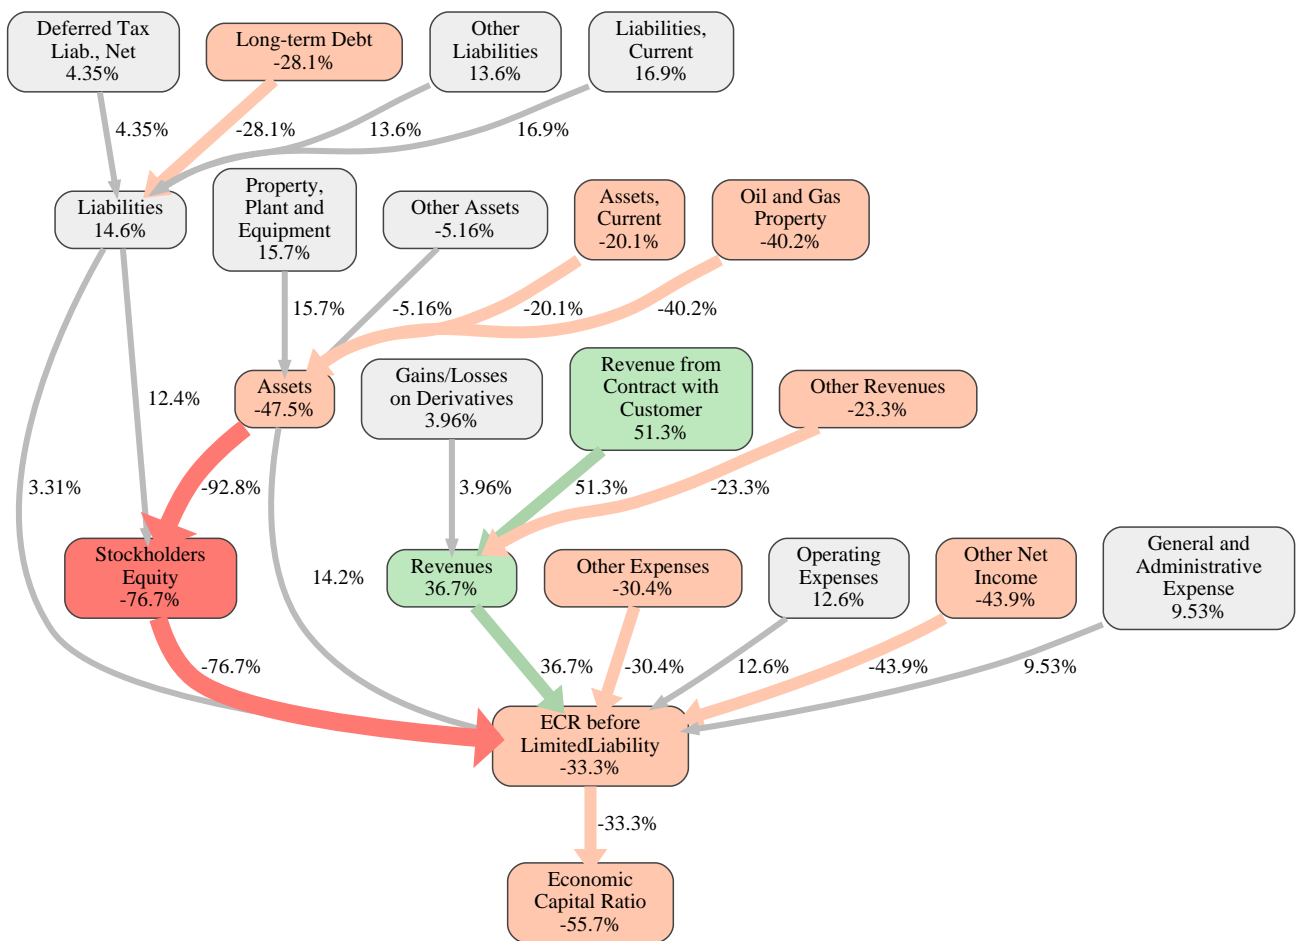 Deferred Tax
Liab., Net
4.35%
Long-term Debt
-28.1%
Other
Liabilities
13.6%
Liabilities,
Current
16.9%
4.35%
-28.1%
13.6%
16.9%
Liabilities
14.6%
Property,
Plant and
Equipment
15.7%
Other Assets
-5.16%
Assets,
Current
-20.1%
Oil and Gas
Property
-40.2%
15.7%
-5.16%
-20.1%
-40.2%
12.4%
Assets
-47.5%
Gains/Losses
on Derivatives
3.96%
Revenue from
Contract with
Customer
51.3%
Other Revenues
-23.3%
3.31%
-92.8%
3.96%
51.3%
-23.3%
Stockholders
Equity
-76.7%
14.2%
Revenues
36.7%
Other Expenses
-30.4%
Operating
Expenses
12.6%
Other Net
Income
-43.9%
General and
Administrative
Expense
9.53%
-76.7%
36.7%
-30.4%
12.6%
-43.9%
9.53%
ECR before
LimitedLiability
-33.3%
-33.3%
Economic
Capital Ratio
-55.7%